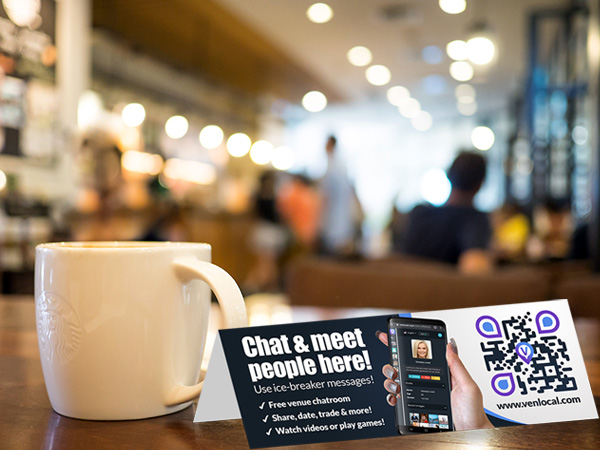 Chat & meet
people here!
Use ice-breaker messages!
✓ Free venue chatroom
✓ Share, date, trade & more!
✓ Watch videos or play games!
www.venlocal.com